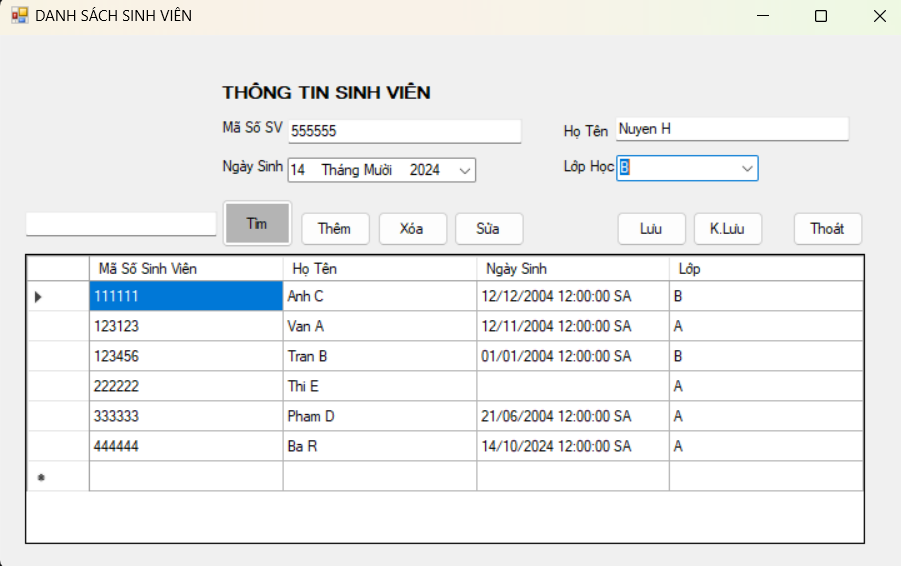 DANH SÁCH SINH VIÊN
THÔNG TIN SINH VIÊN
Mã Số SV 555555 Họ Tên Nuyen H
Ngày Sinh 14 Tháng Mười 2024 Lớp Học B
Tìm Thêm Xóa Sửa Lưu K.Lưu Thoát
Mã Số Sinh Viên Họ Tên Ngày Sinh Lớp
111111 Anh C 12/12/2004 12:00:00 SA B
123123 Van A 12/11/2004 12:00:00 SA A
123456 Tran B 01/01/2004 12:00:00 SA B
222222 Thi E A
333333 Pham D 21/06/2004 12:00:00 SA A
444444 Ba R 14/10/2024 12:00:00 SA A